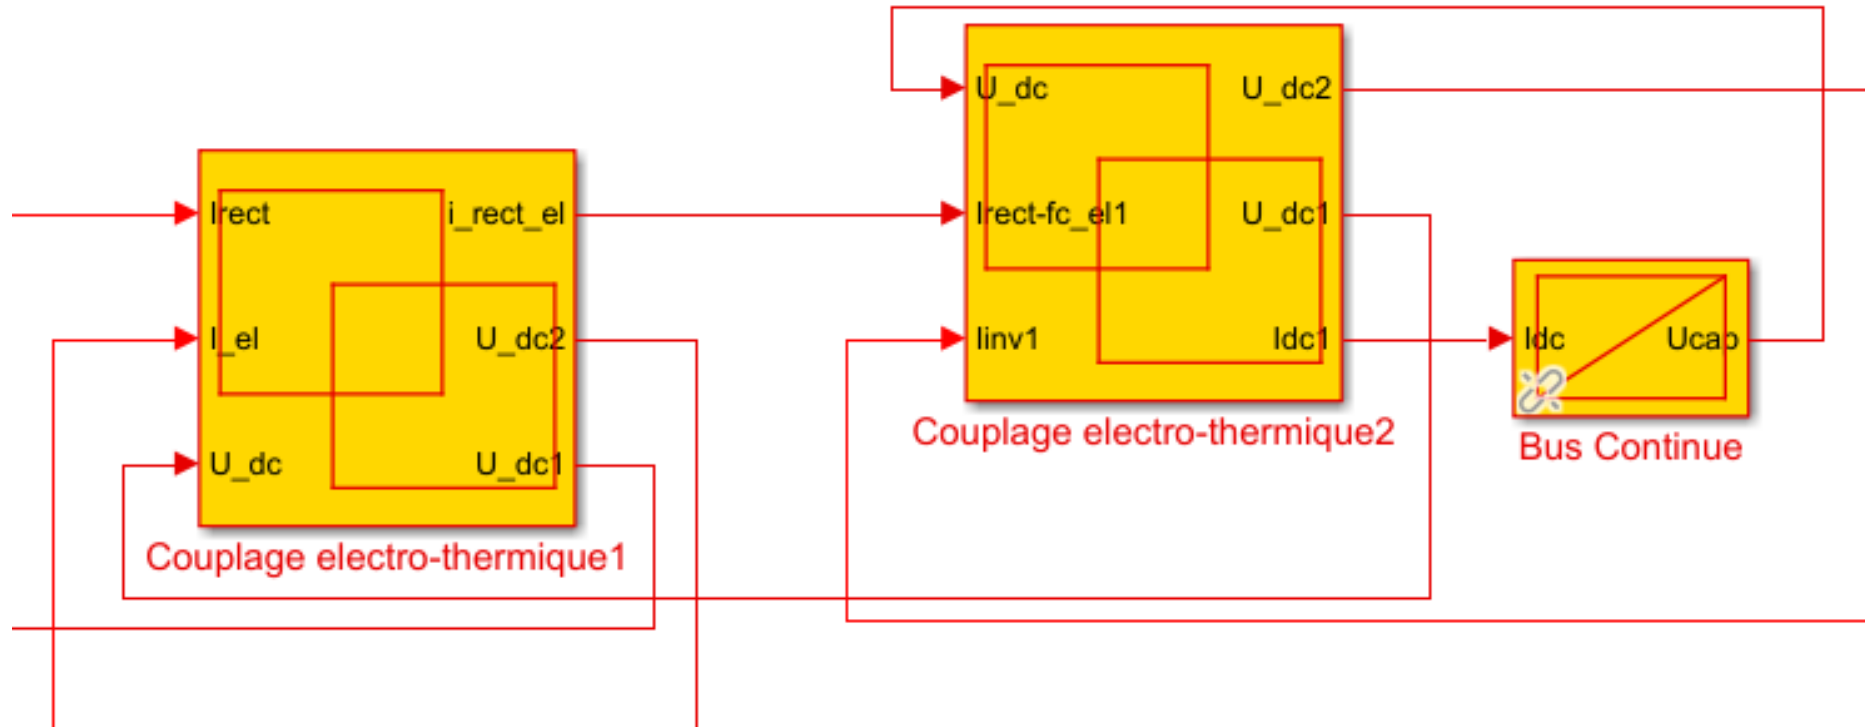 Irect
i_rect_el
I_el
U_dc2
U_dc
U_dc1
Couplage electro-thermique1
U_dc
U_dc2
Irect-fc_el1
U_dc1
Iinv1
Idc1
Couplage electro-thermique2
Idc
Ucap
Bus Continue